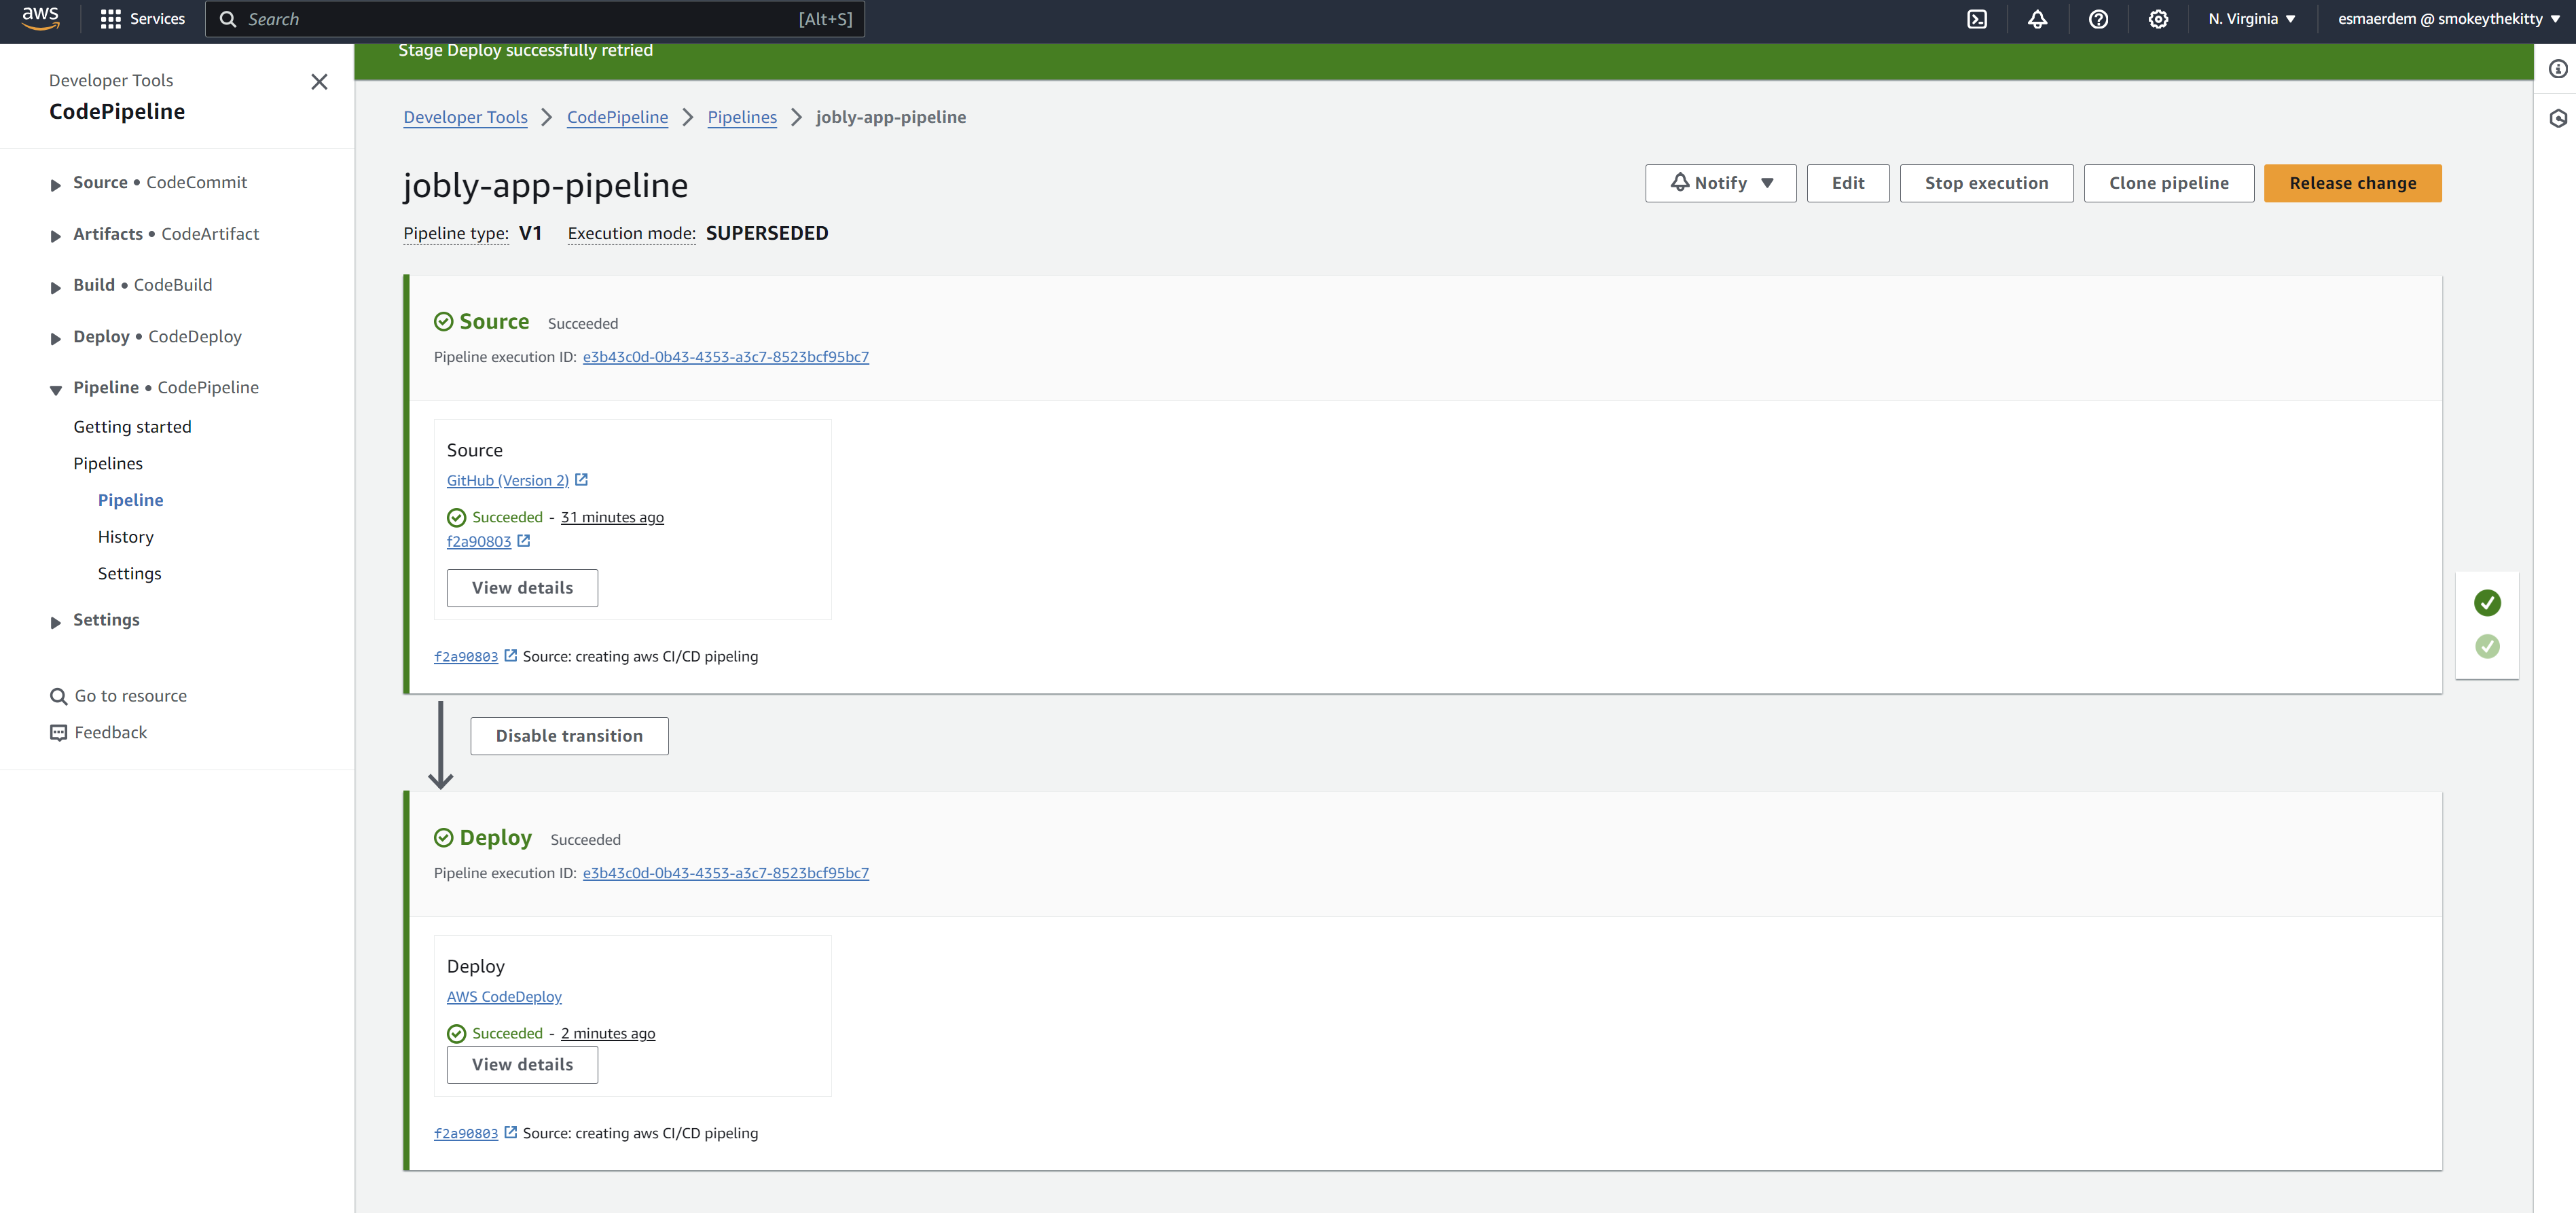 aws
Services
Search
[Alt+S]
N. Virginia
esmaerdem @ smokeythekitty
Stage Deploy successfully retried
Developer Tools
CodePipeline
Source • CodeCommit
Artifacts • CodeArtifact
Build • CodeBuild
Deploy • CodeDeploy
Pipeline • CodePipeline
Getting started
Pipelines
Pipeline
History
Settings
Settings
Go to resource
Feedback
Developer Tools
CodePipeline
Pipelines
jobly-app-pipeline
jobly-app-pipeline
Notify
Edit
Stop execution
Clone pipeline
Release change
Pipeline type: V1 Execution mode: SUPERSEDED
Source Succeeded
Pipeline execution ID: e3b43c0d-0b43-4353-a3c7-8523bcf95bc7
Source
GitHub (Version 2)
Succeeded - 31 minutes ago
f2a90803
View details
f2a90803 Source: creating aws CI/CD pipeling
Disable transition
Deploy Succeeded
Pipeline execution ID: e3b43c0d-0b43-4353-a3c7-8523bcf95bc7
Deploy
AWS CodeDeploy
Succeeded - 2 minutes ago
View details
f2a90803 Source: creating aws CI/CD pipeling